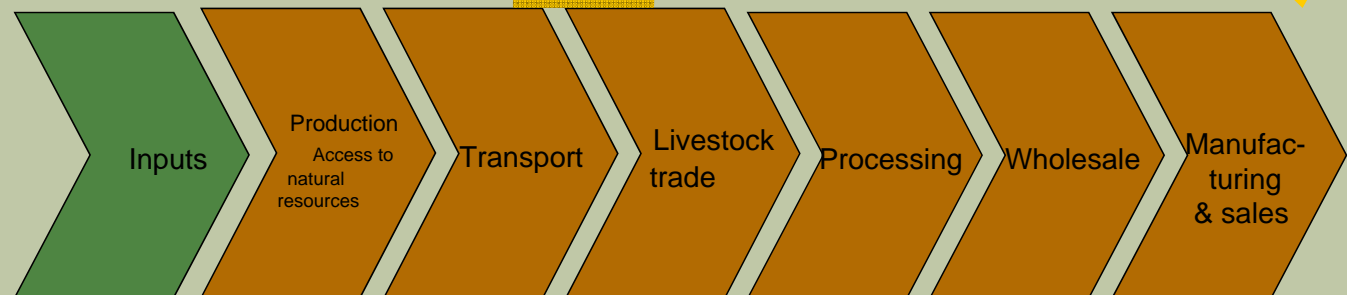 Inputs
Production
Access to
natural
resources
Transport
Livestock
trade
Processing
Wholesale
Manufac-
turing
& sales